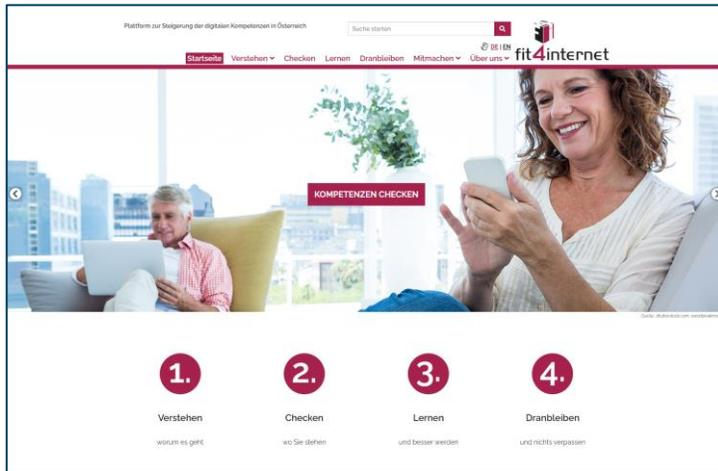 Plattform zur Steigerung der digitalen Kompetenzen in Österreich
Suche starten
DE | EN
fit4internet
Startseite Verstehen Checken Lernen Dranbleiben Mitmachen Über uns
KOMPETENZEN CHECKEN
1. 2. 3. 4.
Verstehen Checken Lernen Dranbleiben
worum es geht wo Sie stehen und besser werden und nichts verpassen